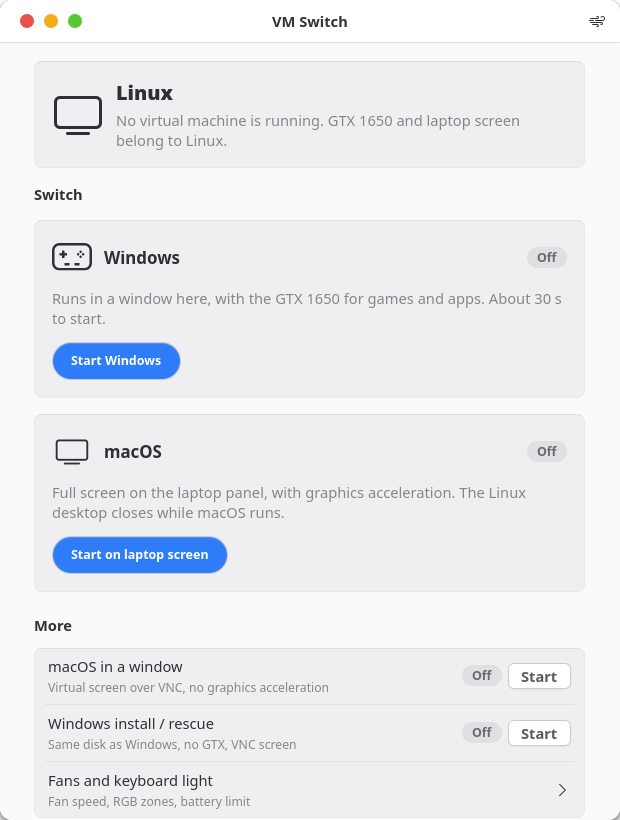 VM Switch
Linux
No virtual machine is running. GTX 1650 and laptop screen
belong to Linux.
Switch
Windows
Off
Runs in a window here, with the GTX 1650 for games and apps. About 30 s
to start.
Start Windows
macOS
Off
Full screen on the laptop panel, with graphics acceleration. The Linux
desktop closes while macOS runs.
Start on laptop screen
More
macOS in a window
Virtual screen over VNC, no graphics acceleration
Off
Start
Windows install / rescue
Same disk as Windows, no GTX, VNC screen
Off
Start
Fans and keyboard light
Fan speed, RGB zones, battery limit